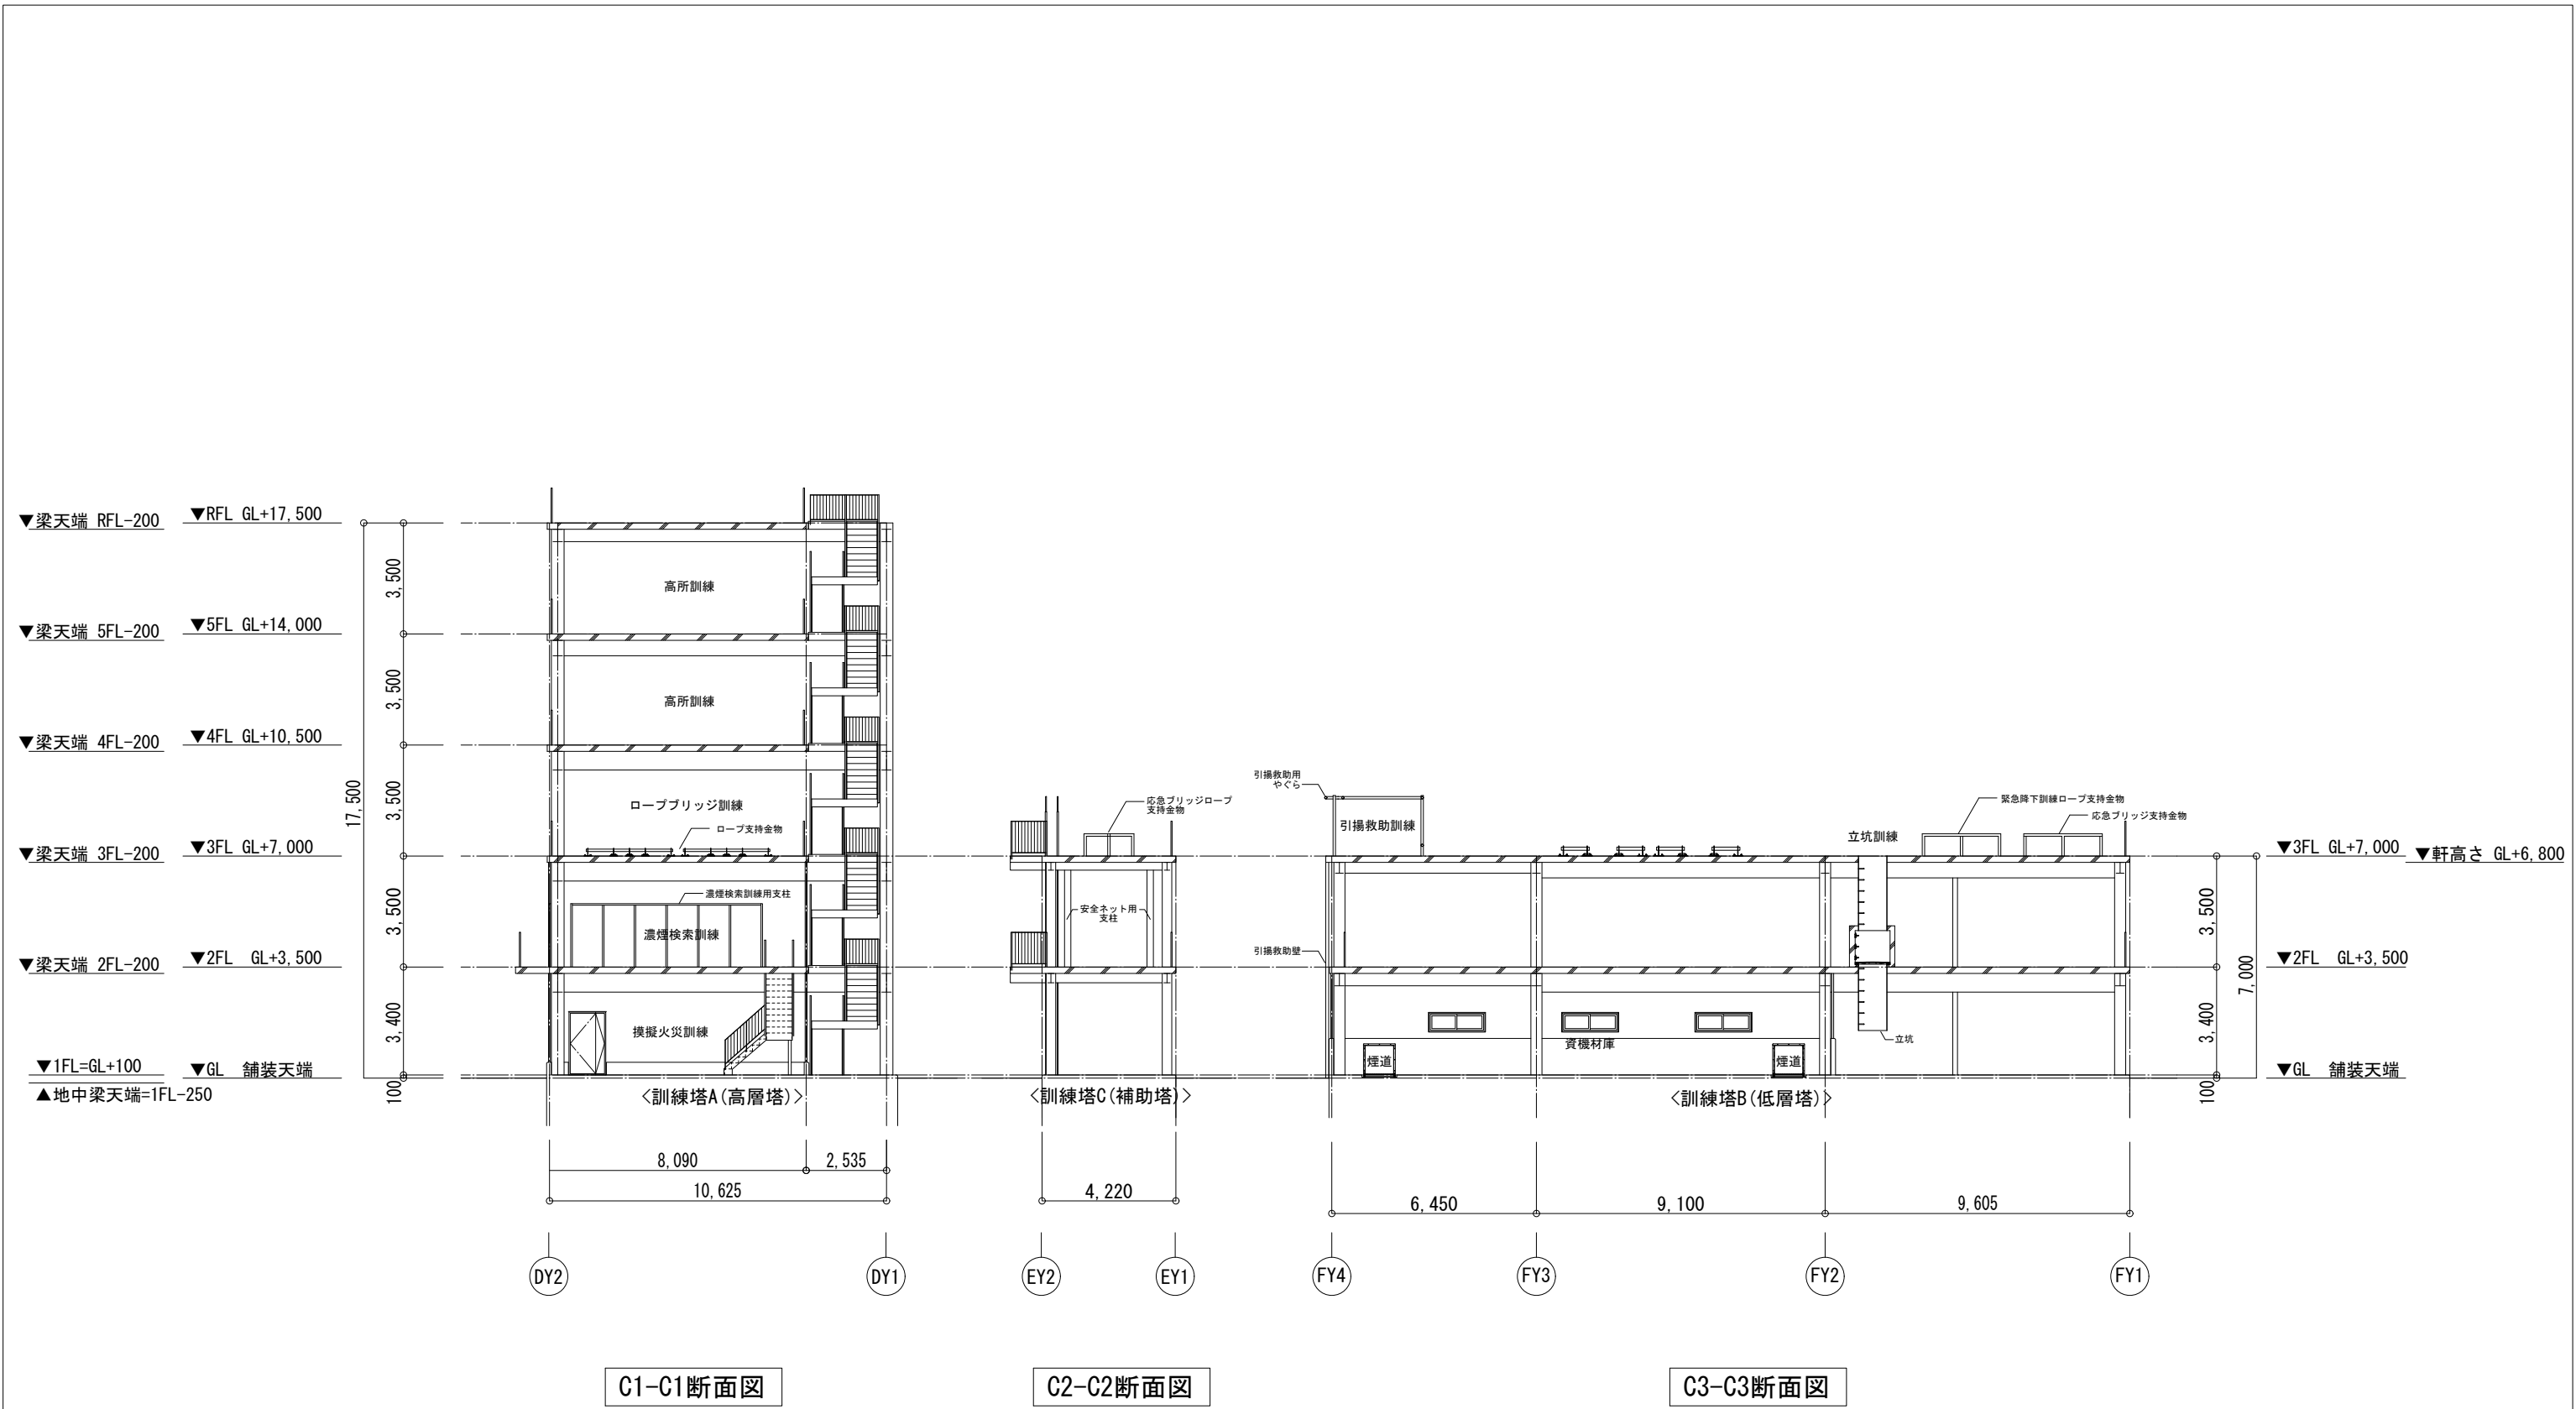 ▼梁天端 RFL-200 ▼RFL GL+17,500
3,500
高所訓練
▼梁天端 5FL-200 ▼5FL GL+14,000
3,500
高所訓練
▼梁天端 4FL-200 ▼4FL GL+10,500
17,500
3,500
ロープブリッジ訓練
ロープ支持金物
▼梁天端 3FL-200 ▼3FL GL+7,000
3,500
濃煙検索訓練用支柱
濃煙検索訓練
▼梁天端 2FL-200 ▼2FL GL+3,500
3,400
摸擬火災訓練
▼1FL=GL+100 ▼GL 舗装天端
▲地中梁天端=1FL-250
100
<訓練塔A(高層塔)>
8,090 2,535
10,625
DY2 DY1
C1-C1断面図
応急ブリッジロープ
支持金物
安全ネット用
支柱
<訓練塔C(補助塔)>
4,220
EY2 EY1
C2-C2断面図
引揚救助用
やぐら
引揚救助訓練
引揚救助壁
立坑訓練
緊急降下訓練ロープ支持金物
応急ブリッジ支持金物
資機材庫
煙道
煙道
立坑
<訓練塔B(低層塔)>
▼3FL GL+7,000 ▼軒高さ GL+6,800
3,500
▼2FL GL+3,500
7,000
3,400
▼GL 舗装天端
100
6,450 9,100 9,605
FY4 FY3 FY2 FY1
C3-C3断面図